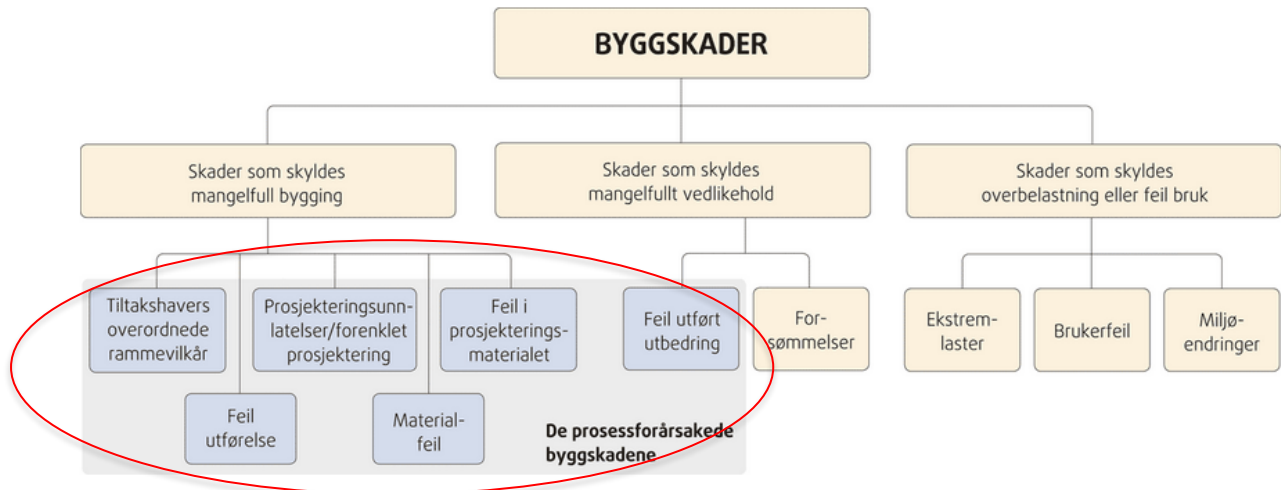 BYGGSKADER
Skader som skyldes
mangelfull bygging
Skader som skyldes
mangelfullt vedlikehold
Skader som skyldes
overbelastning eller feil bruk
Tiltakshavers
overordnede
rammevilkår
Prosjekteringsunn-
latelser/forenklet
prosjektering
Feil i
prosjekterings-
materialet
Feil utført
utbedring
For-
sømmelser
Ekstrem-
laster
Brukerfeil
Miljø-
endringer
Feil
utførelse
Material-
feil
De prosessforårsakede
byggskadene